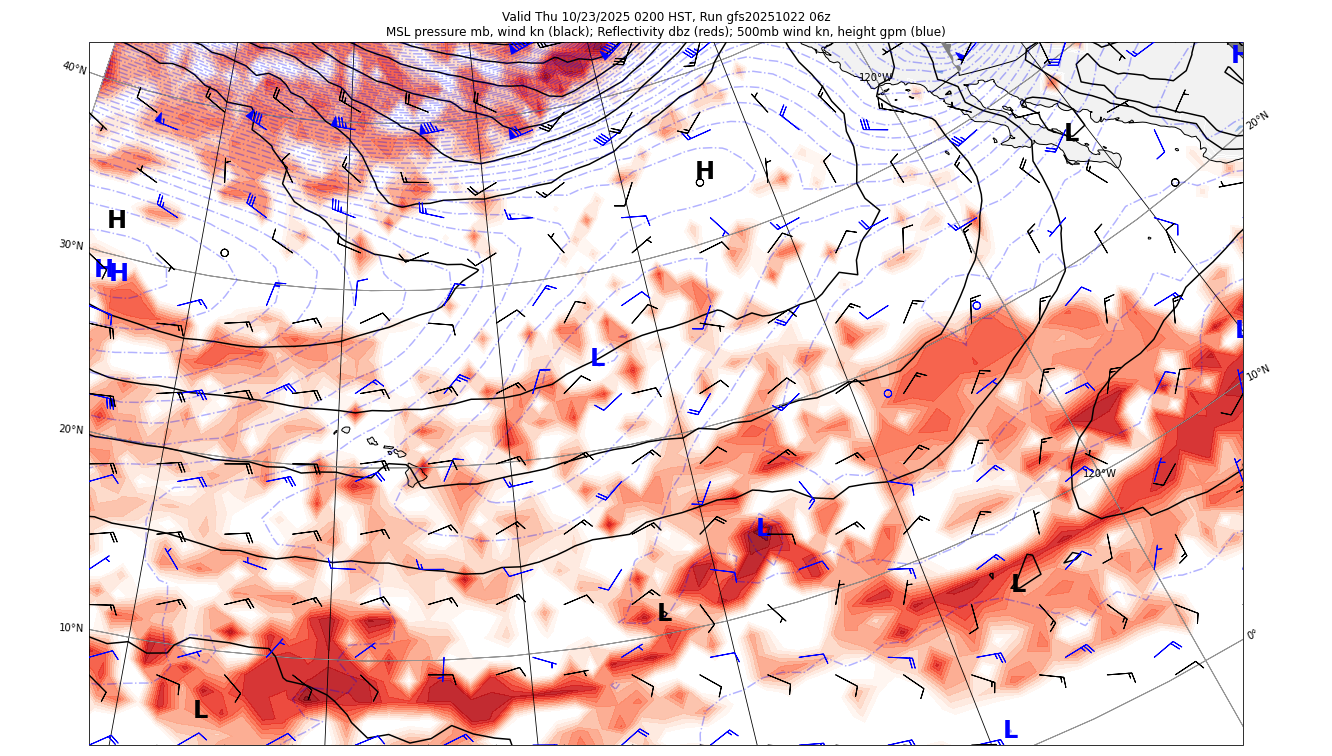 Valid Thu 10/23/2025 0200 HST, Run gfs20251022 06z
MSL pressure mb, wind kn (black); Reflectivity dbz (reds); 500mb wind kn, height gpm (blue)
H
40°N
120°W
20°N
L
H
H
30°N
H
H
L
L
10°N
20°N
120°W
L
L
L
10°N
0°
L
L